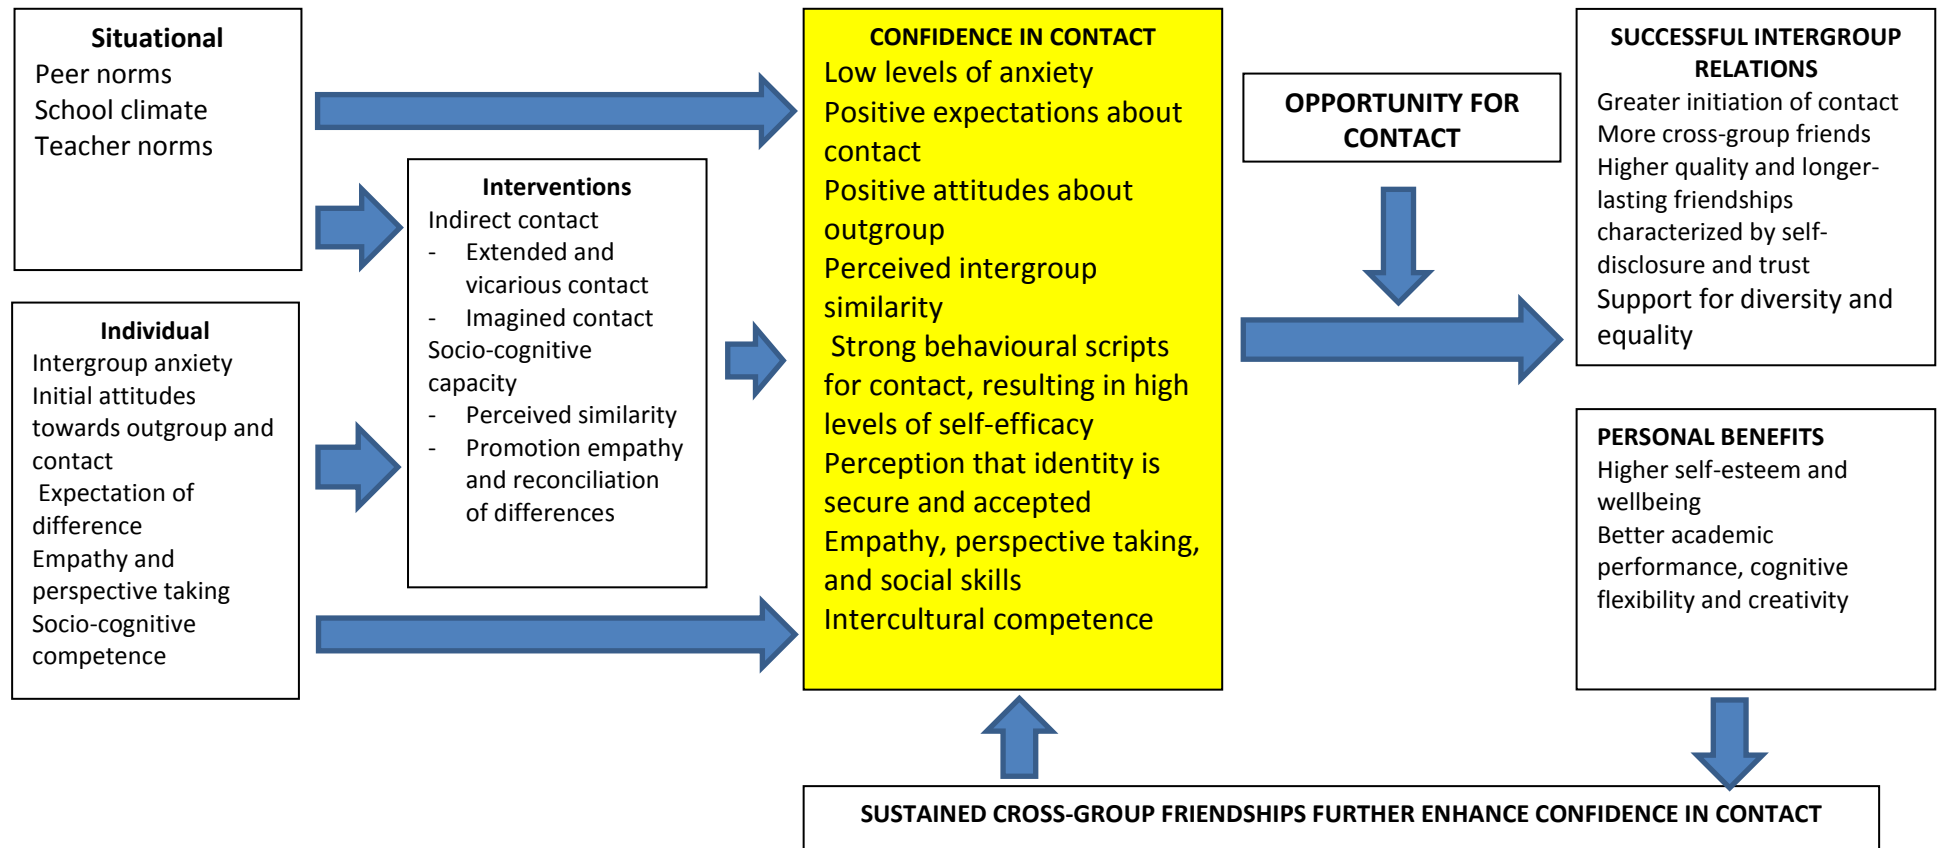 Situational
Peer norms
School climate
Teacher norms
Individual
Intergroup anxiety
Initial attitudes
towards outgroup and
contact
Expectation of
difference
Empathy and
perspective taking
Socio-cognitive
competence
Interventions
Indirect contact
- Extended and
vicarious contact
- Imagined contact
Socio-cognitive
capacity
- Perceived similarity
- Promotion empathy
and reconciliation
of differences
CONFIDENCE IN CONTACT
Low levels of anxiety
Positive expectations about
contact
Positive attitudes about
outgroup
Perceived intergroup
similarity
Strong behavioural scripts
for contact, resulting in high
levels of self-efficacy
Perception that identity is
secure and accepted
Empathy, perspective taking,
and social skills
Intercultural competence
OPPORTUNITY FOR
CONTACT
SUCCESSFUL INTERGROUP
RELATIONS
Greater initiation of contact
More cross-group friends
Higher quality and longer-
lasting friendships
characterized by self-
disclosure and trust
Support for diversity and
equality
PERSONAL BENEFITS
Higher self-esteem and
wellbeing
Better academic
performance, cognitive
flexibility and creativity
SUSTAINED CROSS-GROUP FRIENDSHIPS FURTHER ENHANCE CONFIDENCE IN CONTACT